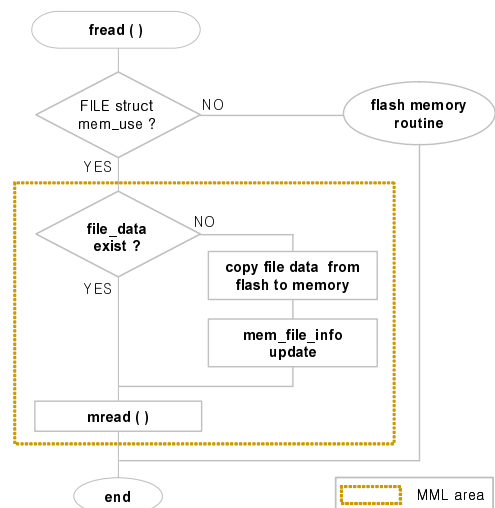 fread ( )
FILE struct
mem_use ?
NO
flash memory
routine
YES
file_data
exist ?
NO
copy file data from
flash to memory
YES
mem_file_info
update
mread ( )
end
MML area